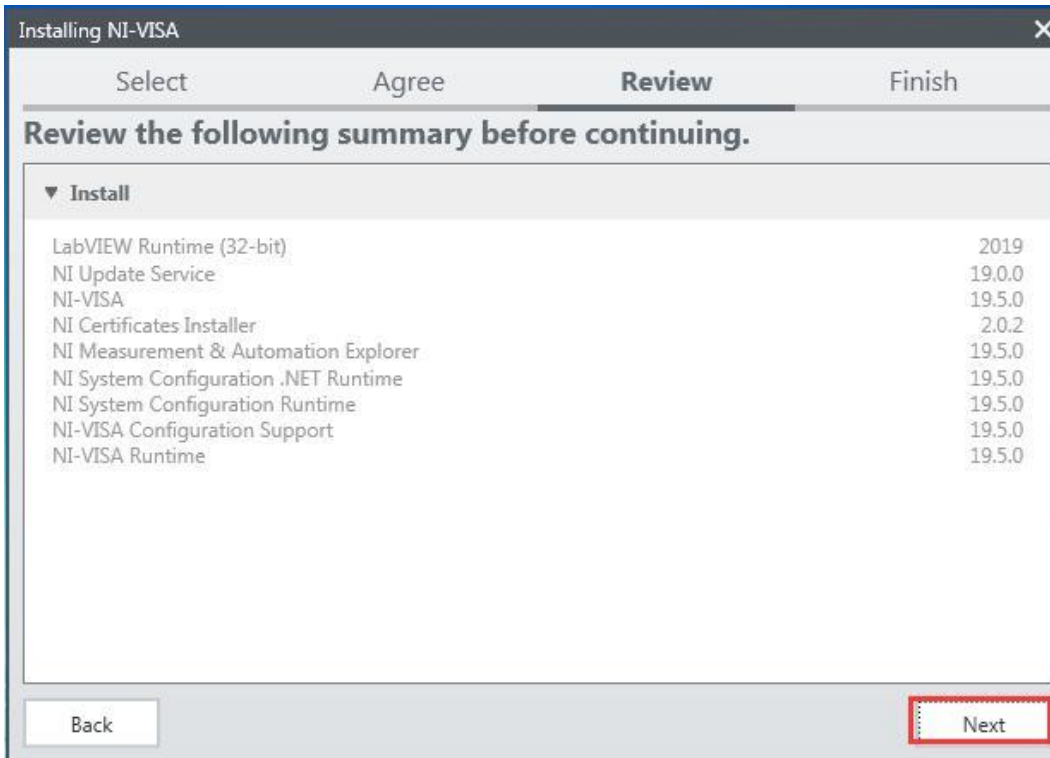 Installing NI-VISA
Select Agree Review Finish
Review the following summary before continuing.
Install
LabVIEW Runtime (32-bit) 2019
NI Update Service 19.0.0
NI-VISA 19.5.0
NI Certificates Installer 2.0.2
NI Measurement & Automation Explorer 19.5.0
NI System Configuration .NET Runtime 19.5.0
NI System Configuration Runtime 19.5.0
NI-VISA Configuration Support 19.5.0
NI-VISA Runtime 19.5.0
Back Next